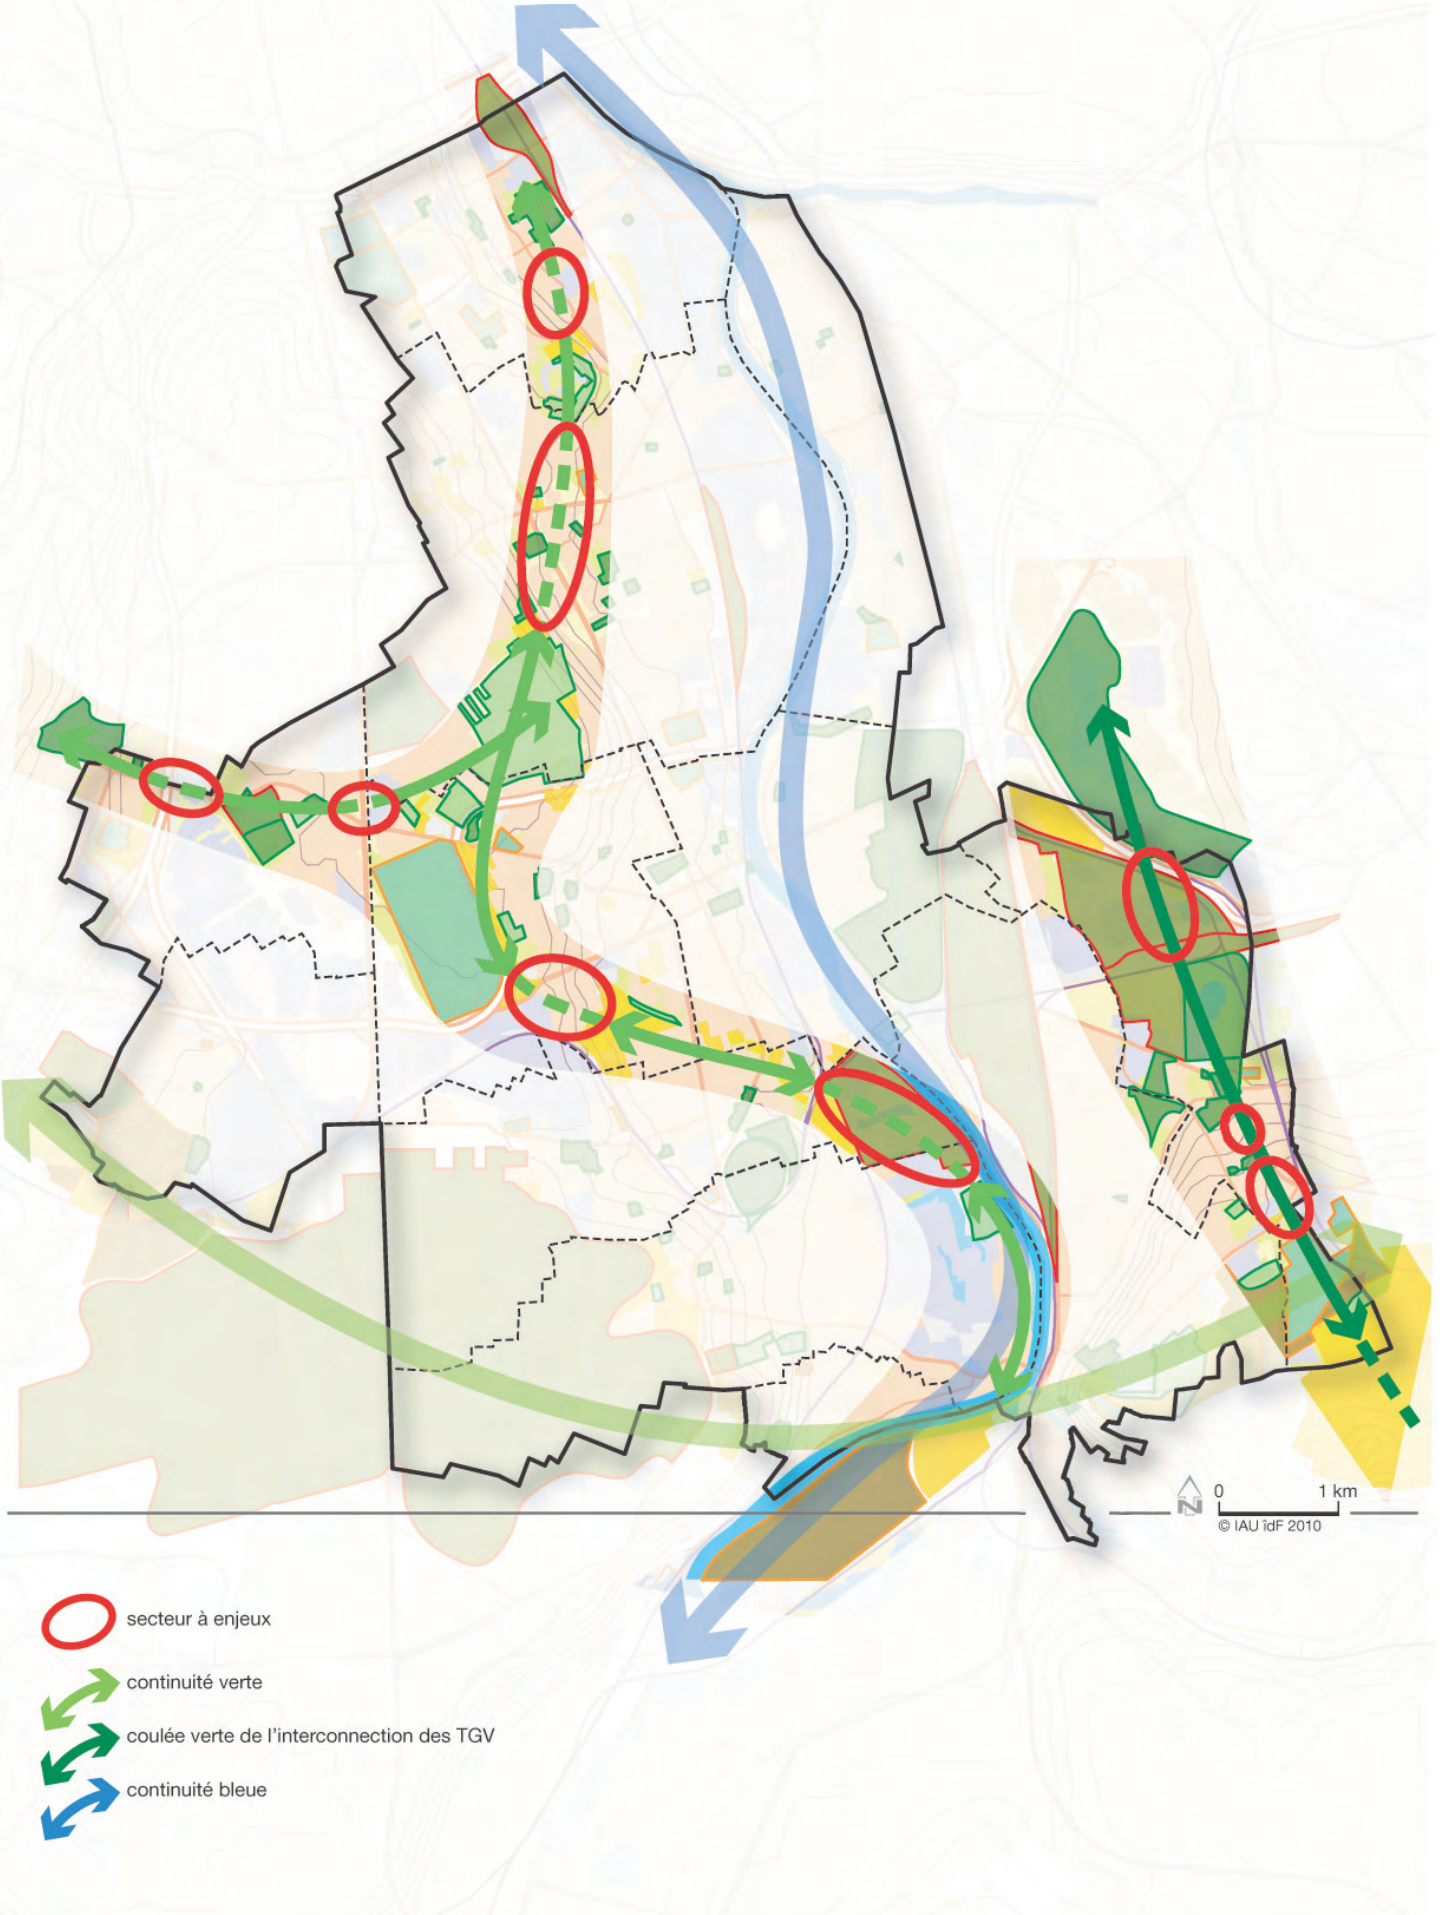 N
0 1 km
© IAU îdF 2010
secteur à enjeux
continuité verte
coulée verte de l'interconnection des TGV
continuité bleue